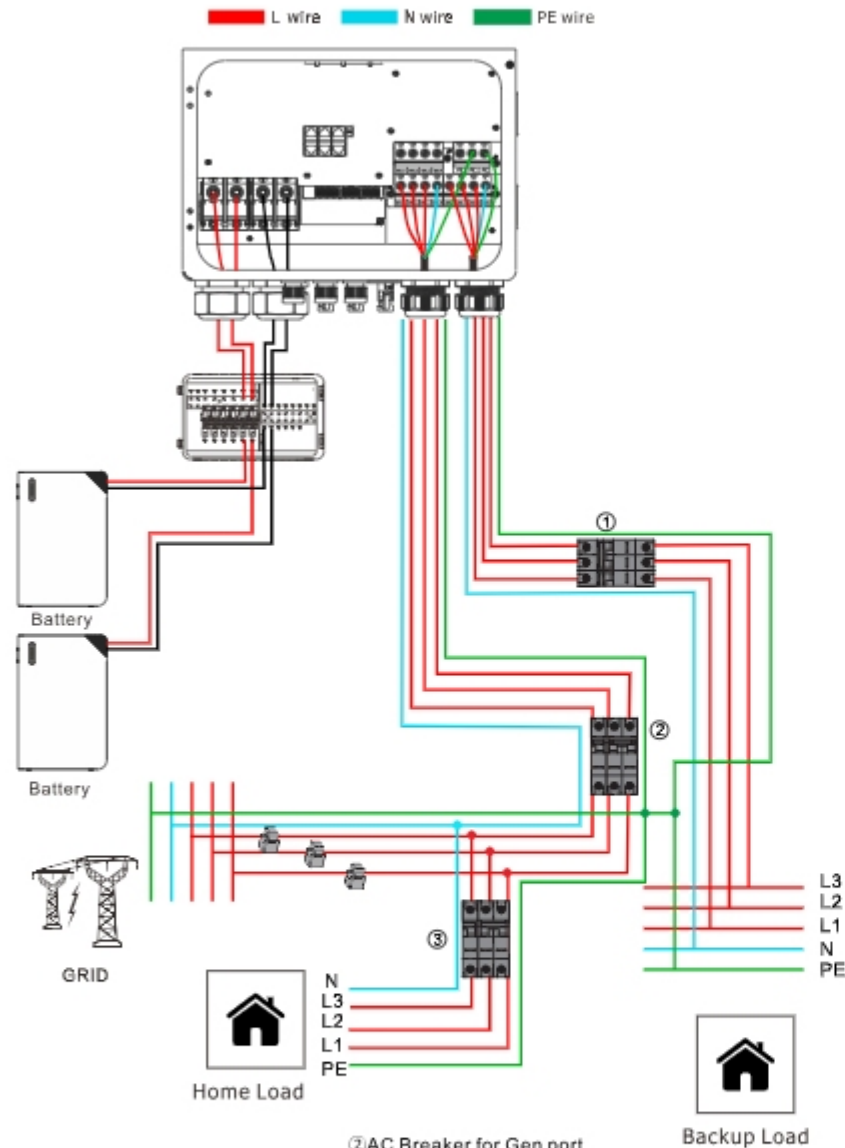 L wire N wire PE wire
①
Battery
②
Battery
L3
L2
③
L1
GRID
N
N
PE
L3
L2
L1
PE
Home Load
Backup Load
②AC Breaker for Gen port